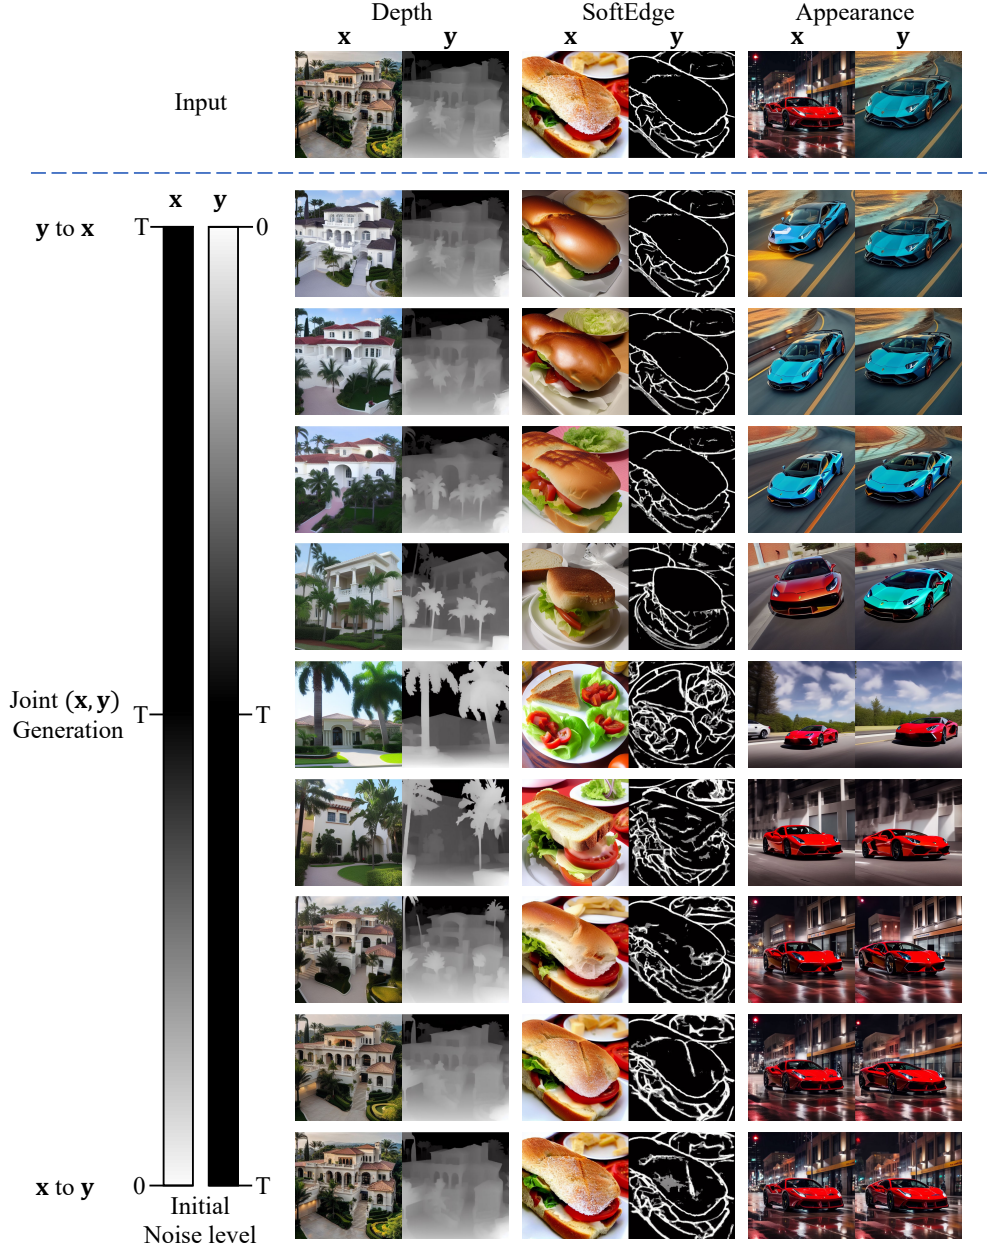 Depth SoftEdge Appearance
x y x y x y
Input
x y
y to x T 0
Joint (x, y)
Generation
T T
x to y 0 T
Initial
Noise level